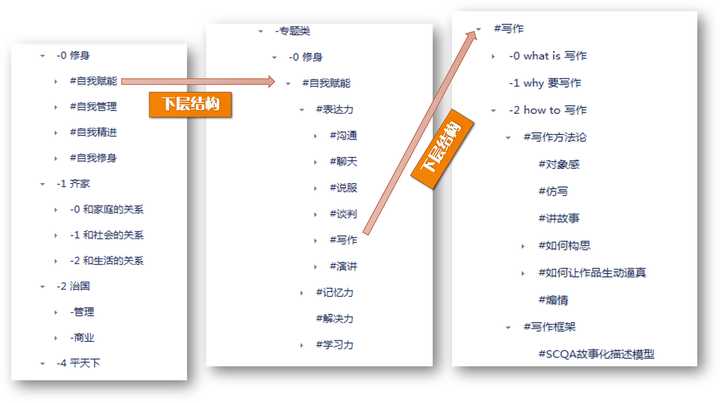 -0 修身
#自我赋能
#自我管理
#自我精进
#自我修身
-1 齐家
-0 和家庭的关系
-1 和社会的关系
-2 和生活的关系
-2 治国
-管理
-商业
-4 平天下
下层结构
-专题类
-0 修身
#自我赋能
#表达力
#沟通
#聊天
#说服
#谈判
#写作
#演讲
#记忆力
#解决力
#学习力
下层结构
#写作
-0 what is 写作
-1 why 要写作
-2 how to 写作
#写作方法论
#对象感
#仿写
#讲故事
#如何构思
#如何让作品生动逼真
#煽情
#写作框架
#SCQA故事化描述模型